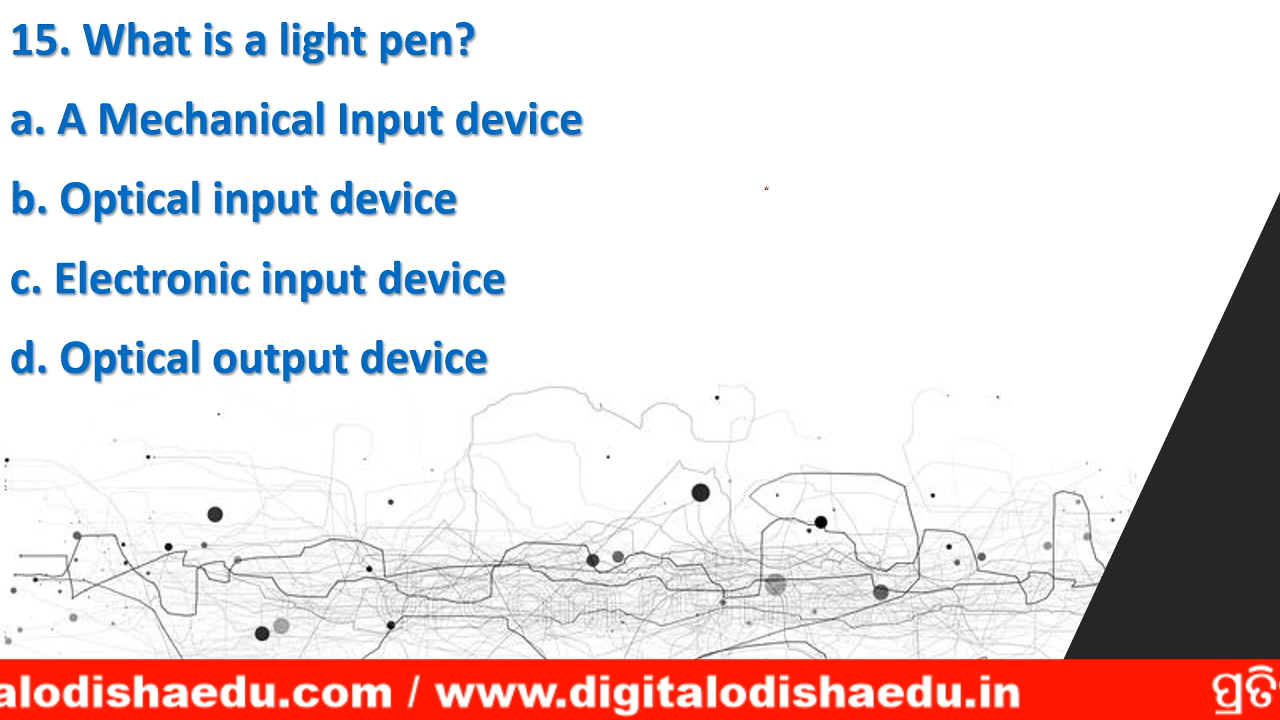 15. What is a light pen?
a. A Mechanical Input device
b. Optical input device
c. Electronic input device
d. Optical output device
alodishaedu.com / www.digitalodishaedu.in ପ୍ରତି